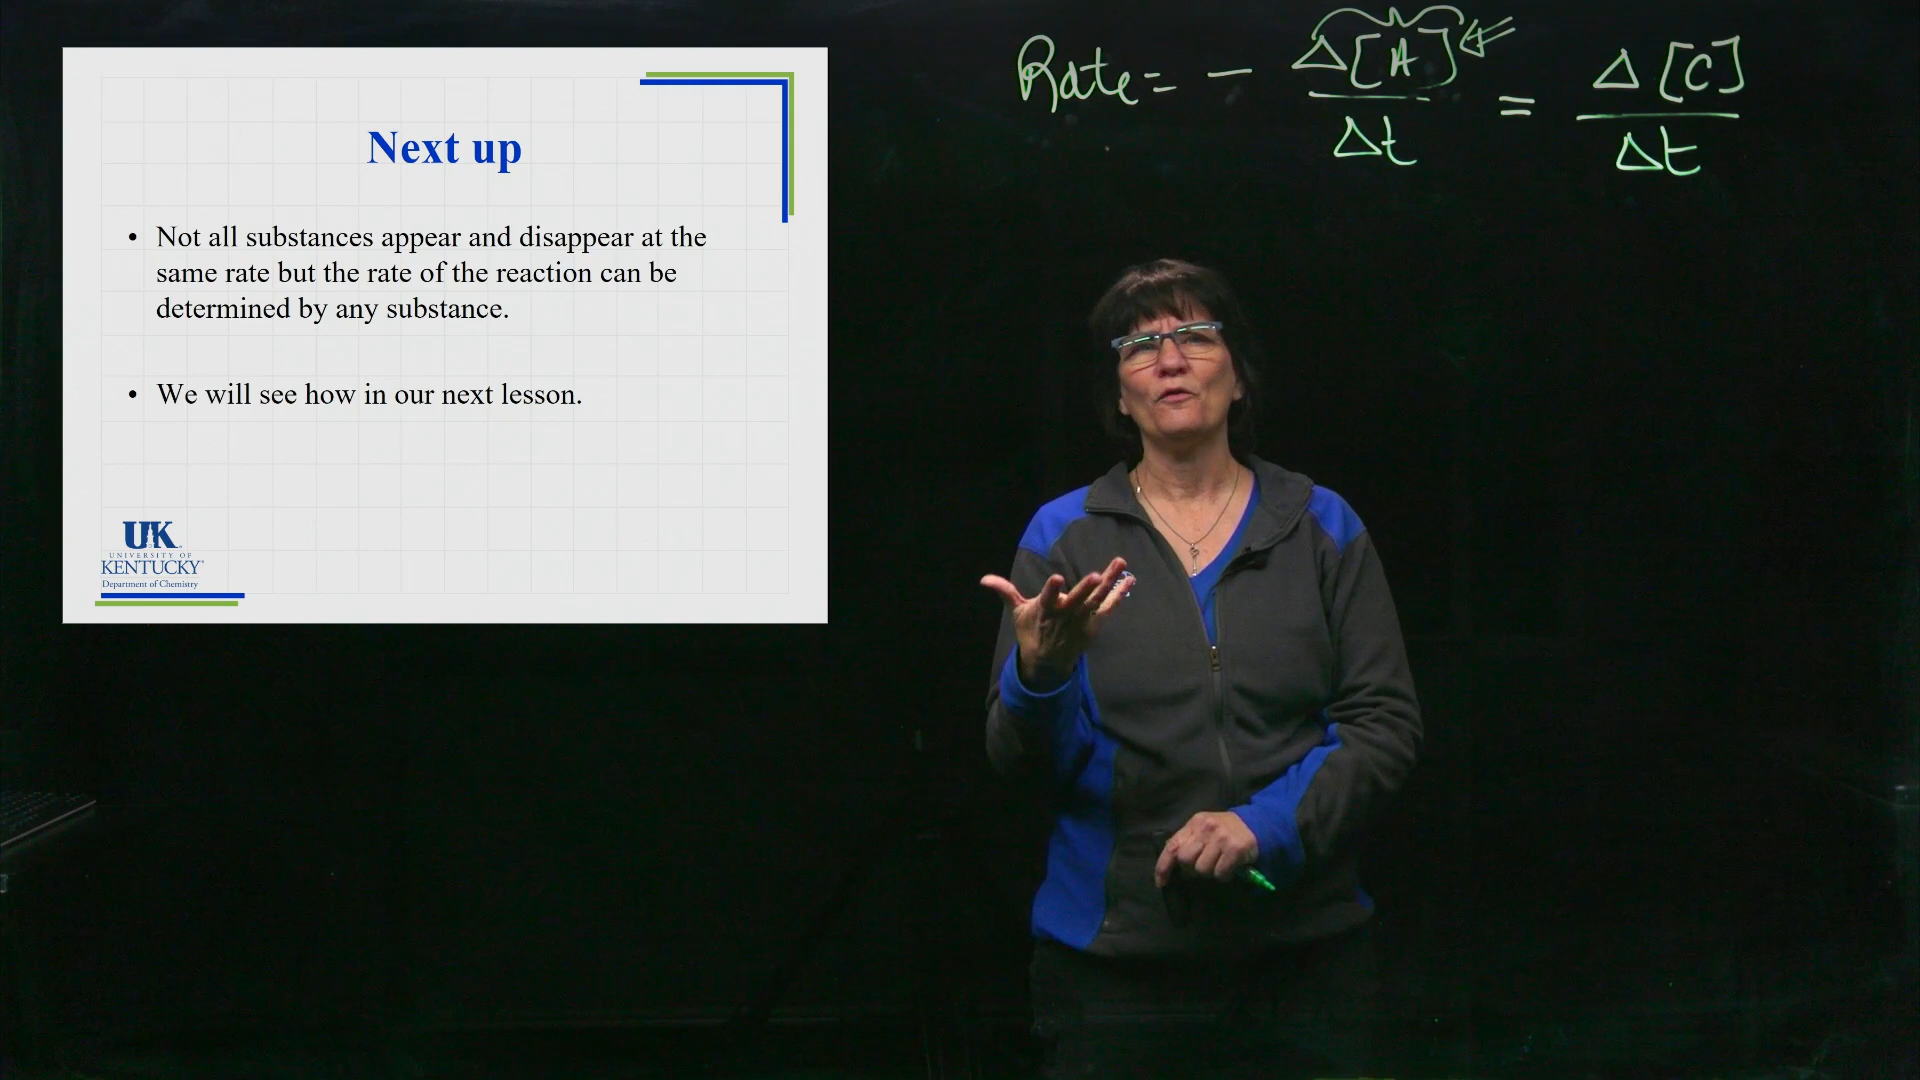 Next up
• Not all substances appear and disappear at the
same rate but the rate of the reaction can be
determined by any substance.
• We will see how in our next lesson.
UK
UNIVERSITY OF
KENTUCKY
Department of Chemistry
Rate = - Δ[A] / Δt = Δ[C] / Δt